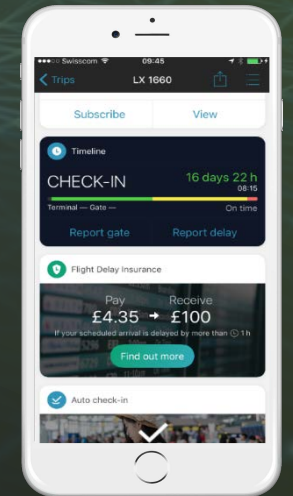 Swisscom 09:45
Trips LX 1660
Subscribe View
Timeline
CHECK-IN 16 days 22 h
08:15
Terminal — Gate — On time
Report gate Report delay
Flight Delay Insurance
Pay Receive
£4.35 → £100
If your scheduled arrival is delayed by more than 1 h
Find out more
Auto check-in